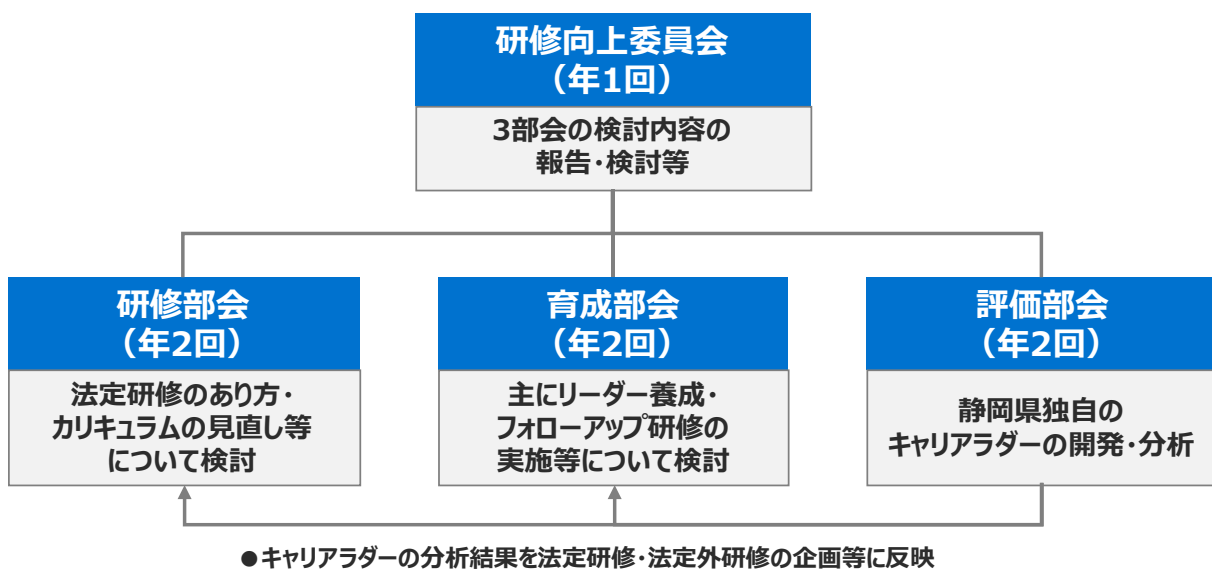 研修向上委員会
（年1回）
3部会の検討内容の
報告・検討等
研修部会
（年2回）
法定研修のあり方・
カリキュラムの見直し等
について検討
育成部会
（年2回）
主にリーダー養成・
フォローアップ研修の
実施等について検討
評価部会
（年2回）
静岡県独自の
キャリアラダーの開発・分析
●キャリアラダーの分析結果を法定研修・法定外研修の企画等に反映